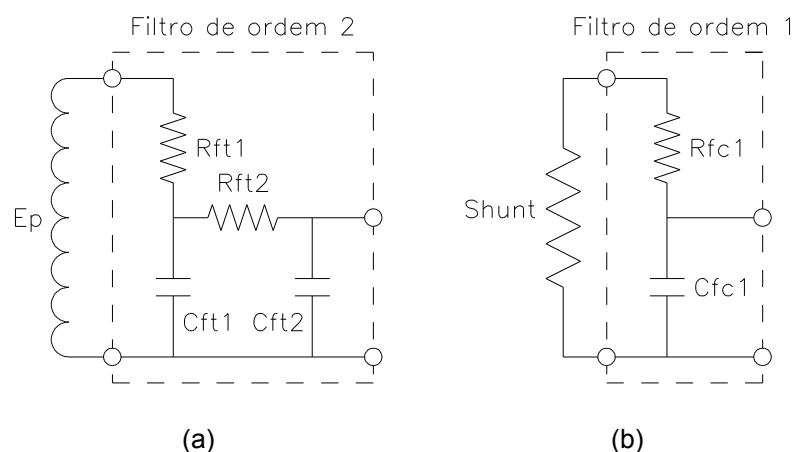 Filtro de ordem 2
Filtro de ordem 1
Rft1
Rft2
Ep
Cft1
Cft2
Rfc1
Shunt
Cfc1
(a)
(b)